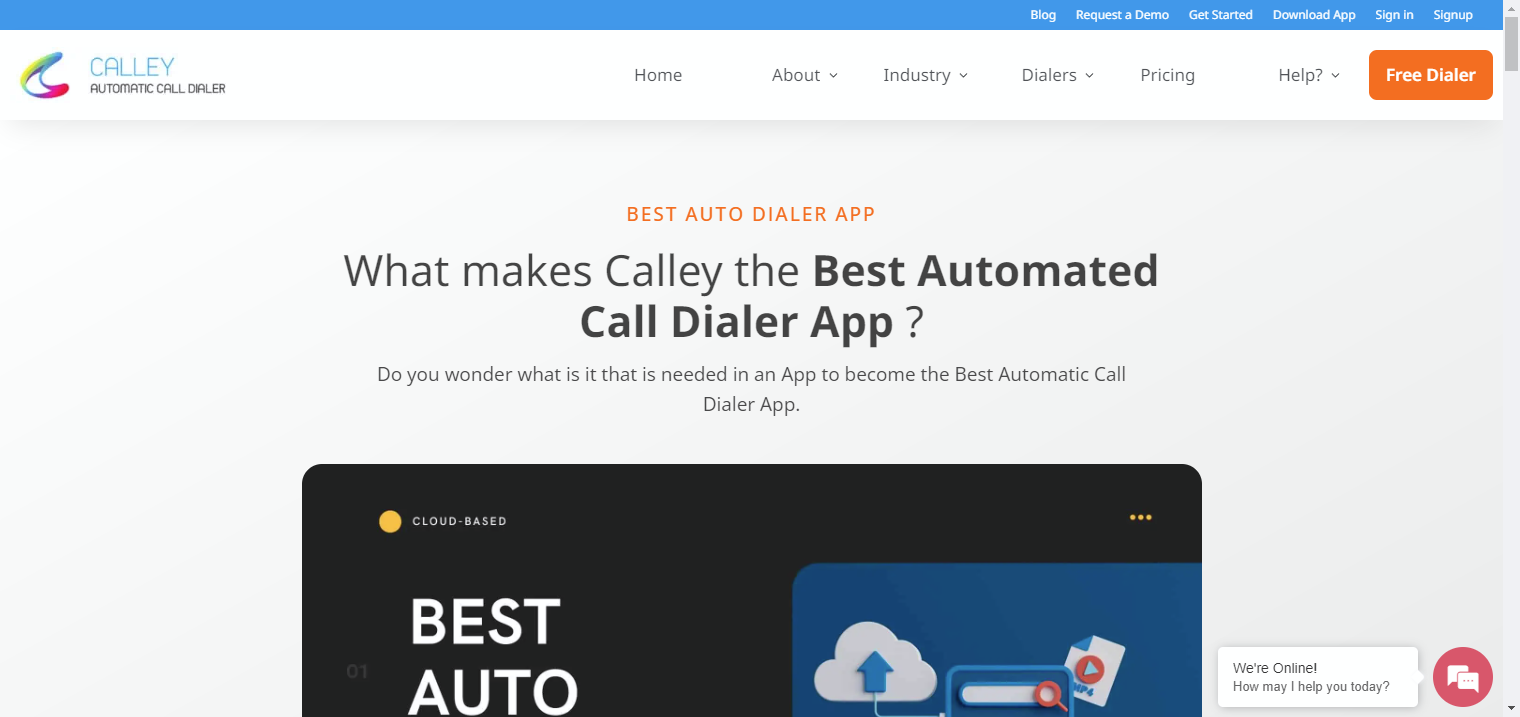 Blog Request a Demo Get Started Download App Sign in Signup
CALLEY
AUTOMATIC CALL DIALER
Home About Industry Dialers Pricing Help? Free Dialer
BEST AUTO DIALER APP
What makes Calley the Best Automated
Call Dialer App ?
Do you wonder what is it that is needed in an App to become the Best Automatic Call
Dialer App.
CLOUD-BASED
BEST
01
AUTO
MP4
We're Online!
How may I help you today?